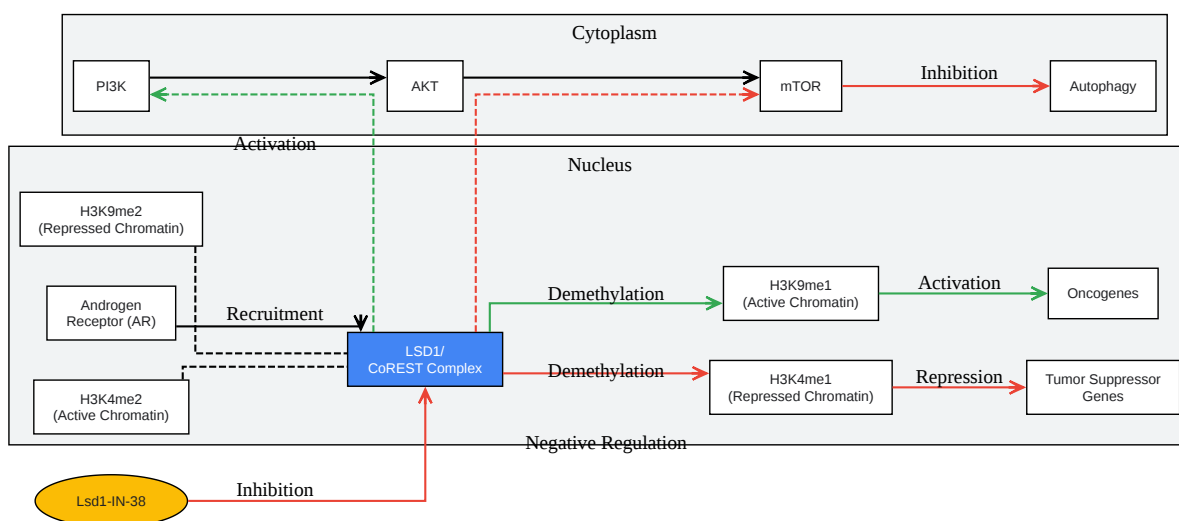 Cytoplasm
PI3K
AKT
mTOR
Inhibition
Autophagy
Activation
Nucleus
H3K9me2
(Repressed Chromatin)
Androgen
Receptor (AR)
Recruitment
H3K4me2
(Active Chromatin)
LSD1/
CoREST Complex
Demethylation
H3K9me1
(Active Chromatin)
Activation
Oncogenes
Demethylation
H3K4me1
(Repressed Chromatin)
Repression
Tumor Suppressor
Genes
Negative Regulation
Lsd1-IN-38
Inhibition